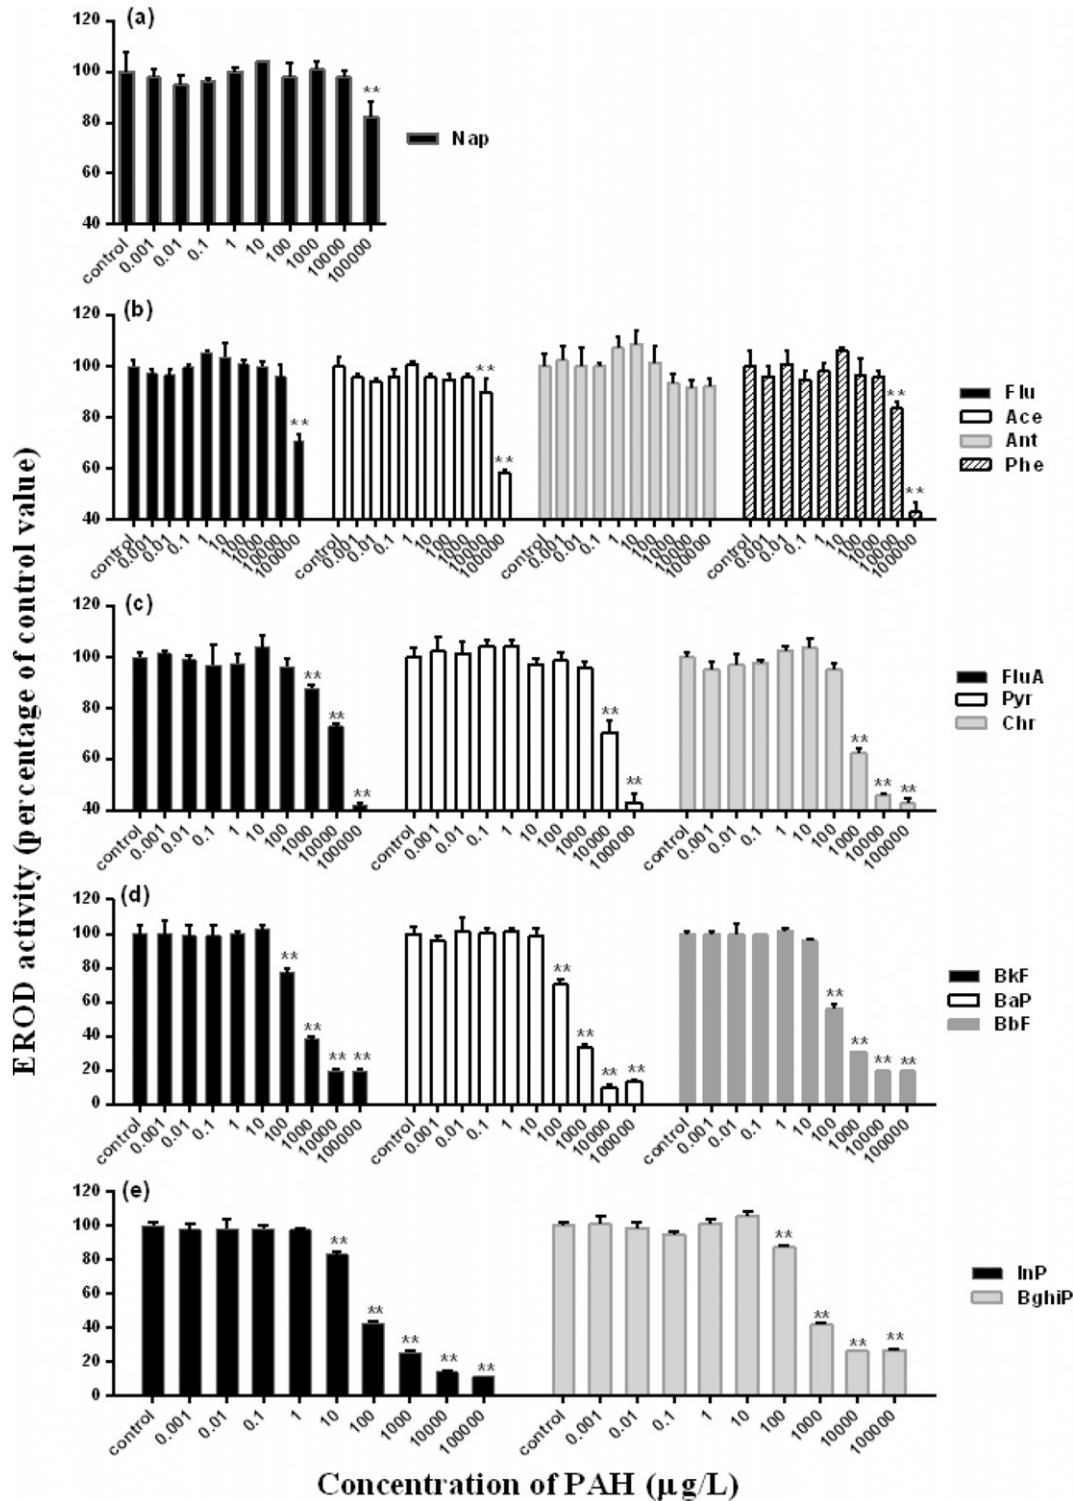 EROD activity (percentage of control value)
(a)
120
100
80
60
40
**
Nap
control 0.001 0.01 0.1 1 10 100 1000 10000 100000
(b)
120
100
80
60
40
** ** ** ** **
Flu
Ace
Ant
Phe
control 0.001 0.01 0.1 1 10 100 1000 10000 100000 control 0.001 0.01 0.1 1 10 100 1000 10000 100000 control 0.001 0.01 0.1 1 10 100 1000 10000 100000 control 0.001 0.01 0.1 1 10 100 1000 10000 100000
(c)
120
100
80
60
40
** ** ** ** ** ** ** **
FluA
Pyr
Chr
control 0.001 0.01 0.1 1 10 100 1000 10000 100000 control 0.001 0.01 0.1 1 10 100 1000 10000 100000 control 0.001 0.01 0.1 1 10 100 1000 10000 100000
(d)
120
100
80
60
40
20
0
** ** ** ** ** ** ** ** ** ** ** **
BkF
BaP
BbF
control 0.001 0.01 0.1 1 10 100 1000 10000 100000 control 0.001 0.01 0.1 1 10 100 1000 10000 100000 control 0.001 0.01 0.1 1 10 100 1000 10000 100000
(e)
120
100
80
60
40
20
0
** ** ** ** ** ** ** ** **
InP
BghiP
control 0.001 0.01 0.1 1 10 100 1000 10000 100000 control 0.001 0.01 0.1 1 10 100 1000 10000 100000
Concentration of PAH (μg/L)